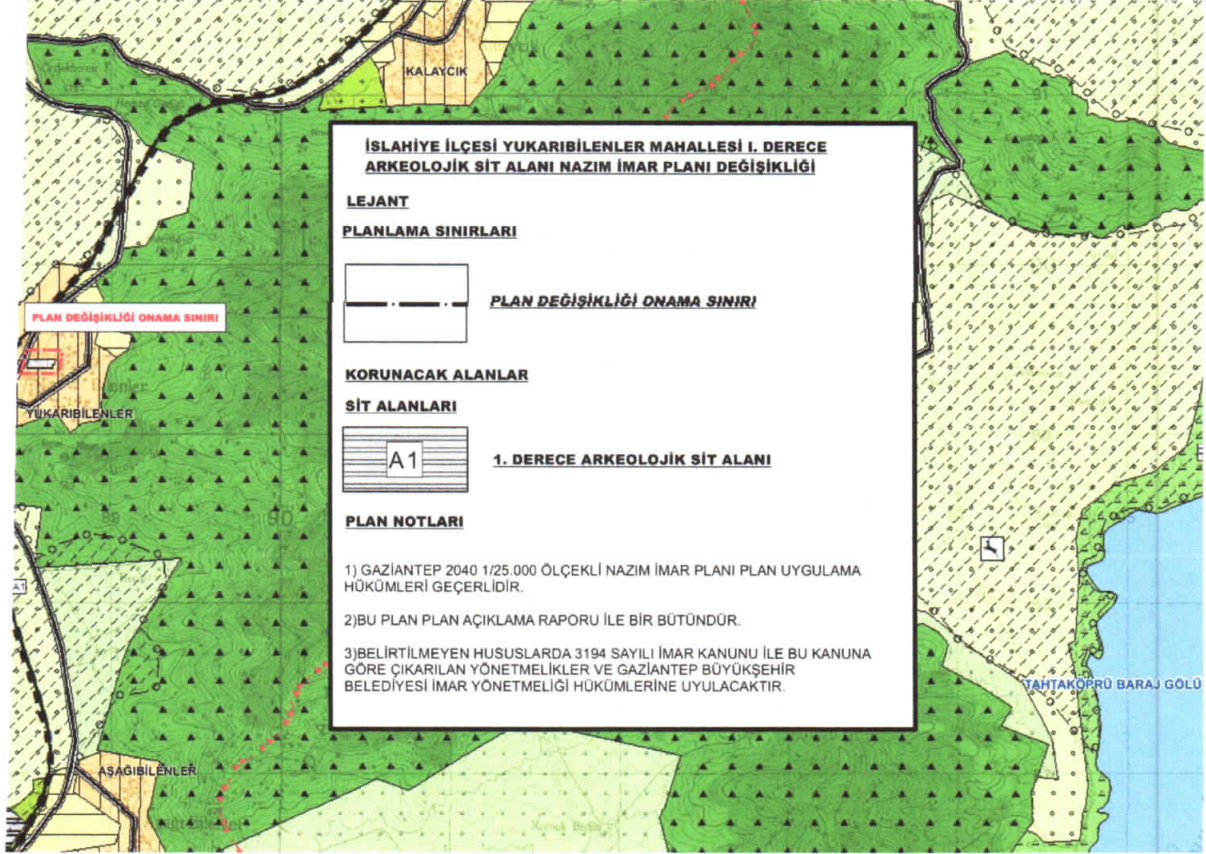 KALAYCIK
İSLAHİYE İLÇESİ YUKARIBİLENLER MAHALLESİ I. DERECE
ARKEOLOJİK SİT ALANI NAZIM İMAR PLANI DEĞİŞİKLİĞİ
LEJANT
PLANLAMA SINIRLARI
PLAN DEĞİŞİKLİĞİ ONAMA SINIRI
PLAN DEĞİŞİKLİĞİ ONAMA SINIRI
KORUNACAK ALANLAR
SİT ALANLARI
YUKARIBİLENLER
A1
1. DERECE ARKEOLOJİK SİT ALANI
PLAN NOTLARI
90
91
89
1) GAZİANTEP 2040 1/25.000 ÖLÇEKLİ NAZIM İMAR PLANI PLAN UYGULAMA
HÜKÜMLERİ GEÇERLİDİR.
A1
2)BU PLAN PLAN AÇIKLAMA RAPORU İLE BİR BÜTÜNDÜR.
3)BELİRTİLMEYEN HUSUSLARDA 3194 SAYILI İMAR KANUNU İLE BU KANUNA
GÖRE ÇIKARILAN YÖNETMELİKLER VE GAZİANTEP BÜYÜKŞEHİR
BELEDİYESİ İMAR YÖNETMELİĞİ HÜKÜMLERİNE UYULACAKTIR.
TAHTAKÖPRÜ BARAJ GÖLÜ
AŞAĞIBİLENLER